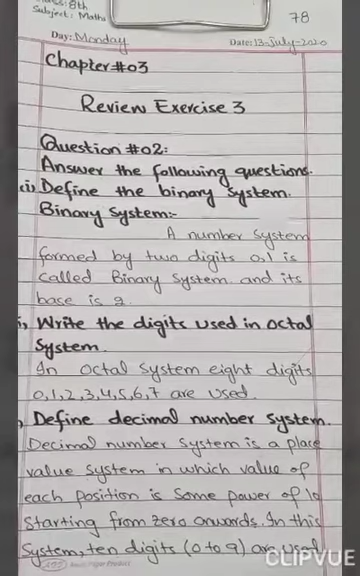 8th
Subject: Maths
78
Day: Monday
Date: 13-July-2020
Chapter #03
Review Exercise 3
Question #02:
Answer the following questions.
(i) Define the binary system.
Binary System:-
A number system
formed by two digits 0,1 is
called Binary System. and its
base is 2.
Write the digits used in octal
System.
In octal system eight digits
0,1,2,3,4,5,6,7 are used.
Define decimal number system.
Decimal number system is a place
value system in which value of
each position is some power of 10
starting from zero onwards. In this
System, ten digits (0 to 9) are used
CLIPVUE